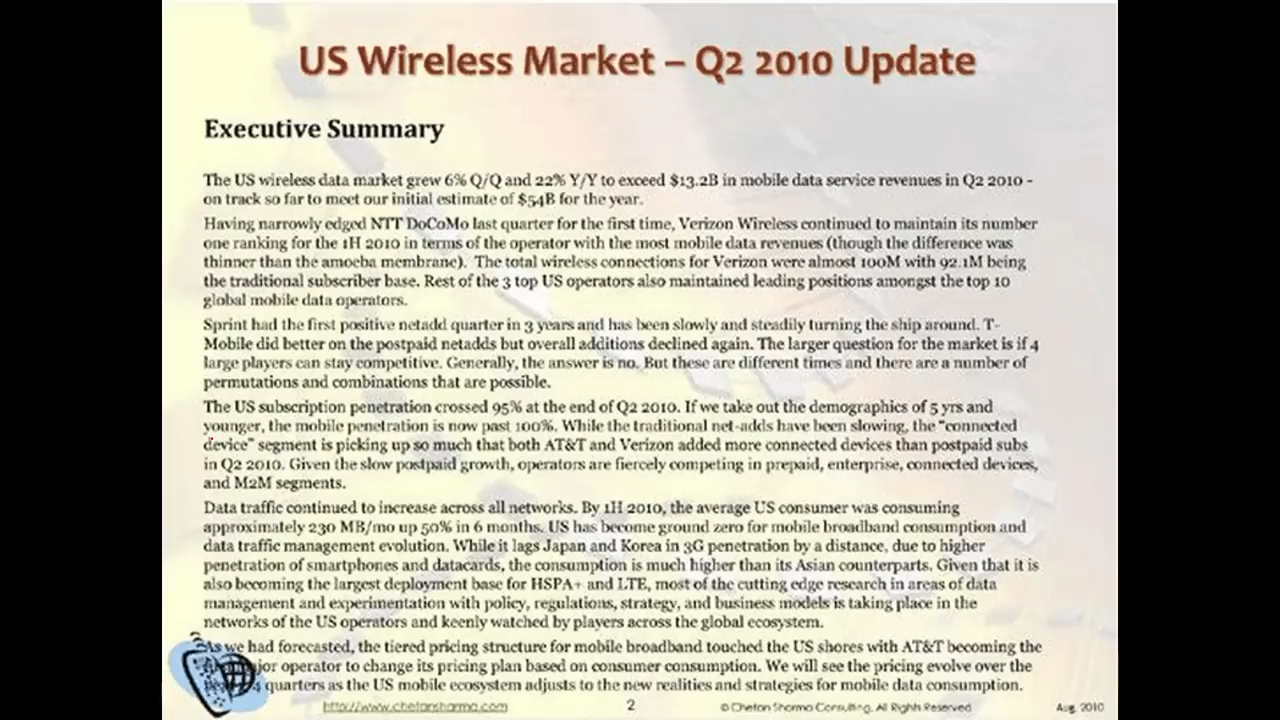 US Wireless Market – Q2 2010 Update
Executive Summary
The US wireless data market grew 6% Q/Q and 22% Y/Y to exceed $13.2B in mobile data service revenues in Q2 2010 -
on track so far to meet our initial estimate of $54B for the year.
Having narrowly edged NTT DoCoMo last quarter for the first time, Verizon Wireless continued to maintain its number
one ranking for the 1H 2010 in terms of the operator with the most mobile data revenues (though the difference was
thinner than the amoeba membrane). The total wireless connections for Verizon were almost 100M with 92.1M being
the traditional subscriber base. Rest of the 3 top US operators also maintained leading positions amongst the top 10
global mobile data operators.
Sprint had the first positive netadd quarter in 3 years and has been slowly and steadily turning the ship around. T-
Mobile did better on the postpaid netadds but overall additions declined again. The larger question for the market is if 4
large players can stay competitive. Generally, the answer is no. But these are different times and there are a number of
permutations and combinations that are possible.
The US subscription penetration crossed 95% at the end of Q2 2010. If we take out the demographics of 5 yrs and
younger, the mobile penetration is now past 100%. While the traditional net-adds have been slowing, the "connected
device" segment is picking up so much that both AT&T and Verizon added more connected devices than postpaid subs
in Q2 2010. Given the slow postpaid growth, operators are fiercely competing in prepaid, enterprise, connected devices,
and M2M segments.
Data traffic continued to increase across all networks. By 1H 2010, the average US consumer was consuming
approximately 230 MB/mo up 50% in 6 months. US has become ground zero for mobile broadband consumption and
data traffic management evolution. While it lags Japan and Korea in 3G penetration by a distance, due to higher
penetration of smartphones and datacards, the consumption is much higher than its Asian counterparts. Given that it is
also becoming the largest deployment base for HSPA+ and LTE, most of the cutting edge research in areas of data
management and experimentation with policy, regulations, strategy, and business models is taking place in the
networks of the US operators and keenly watched by players across the global ecosystem.
As we had forecasted, the tiered pricing structure for mobile broadband touched the US shores with AT&T becoming the
operator to change its pricing plan based on consumer consumption. We will see the pricing evolve over the
quarters as the US mobile ecosystem adjusts to the new realities and strategies for mobile data consumption.
http://www.chetansharma.com 2 © Chetan Sharma Consulting, All Rights Reserved Aug, 2010